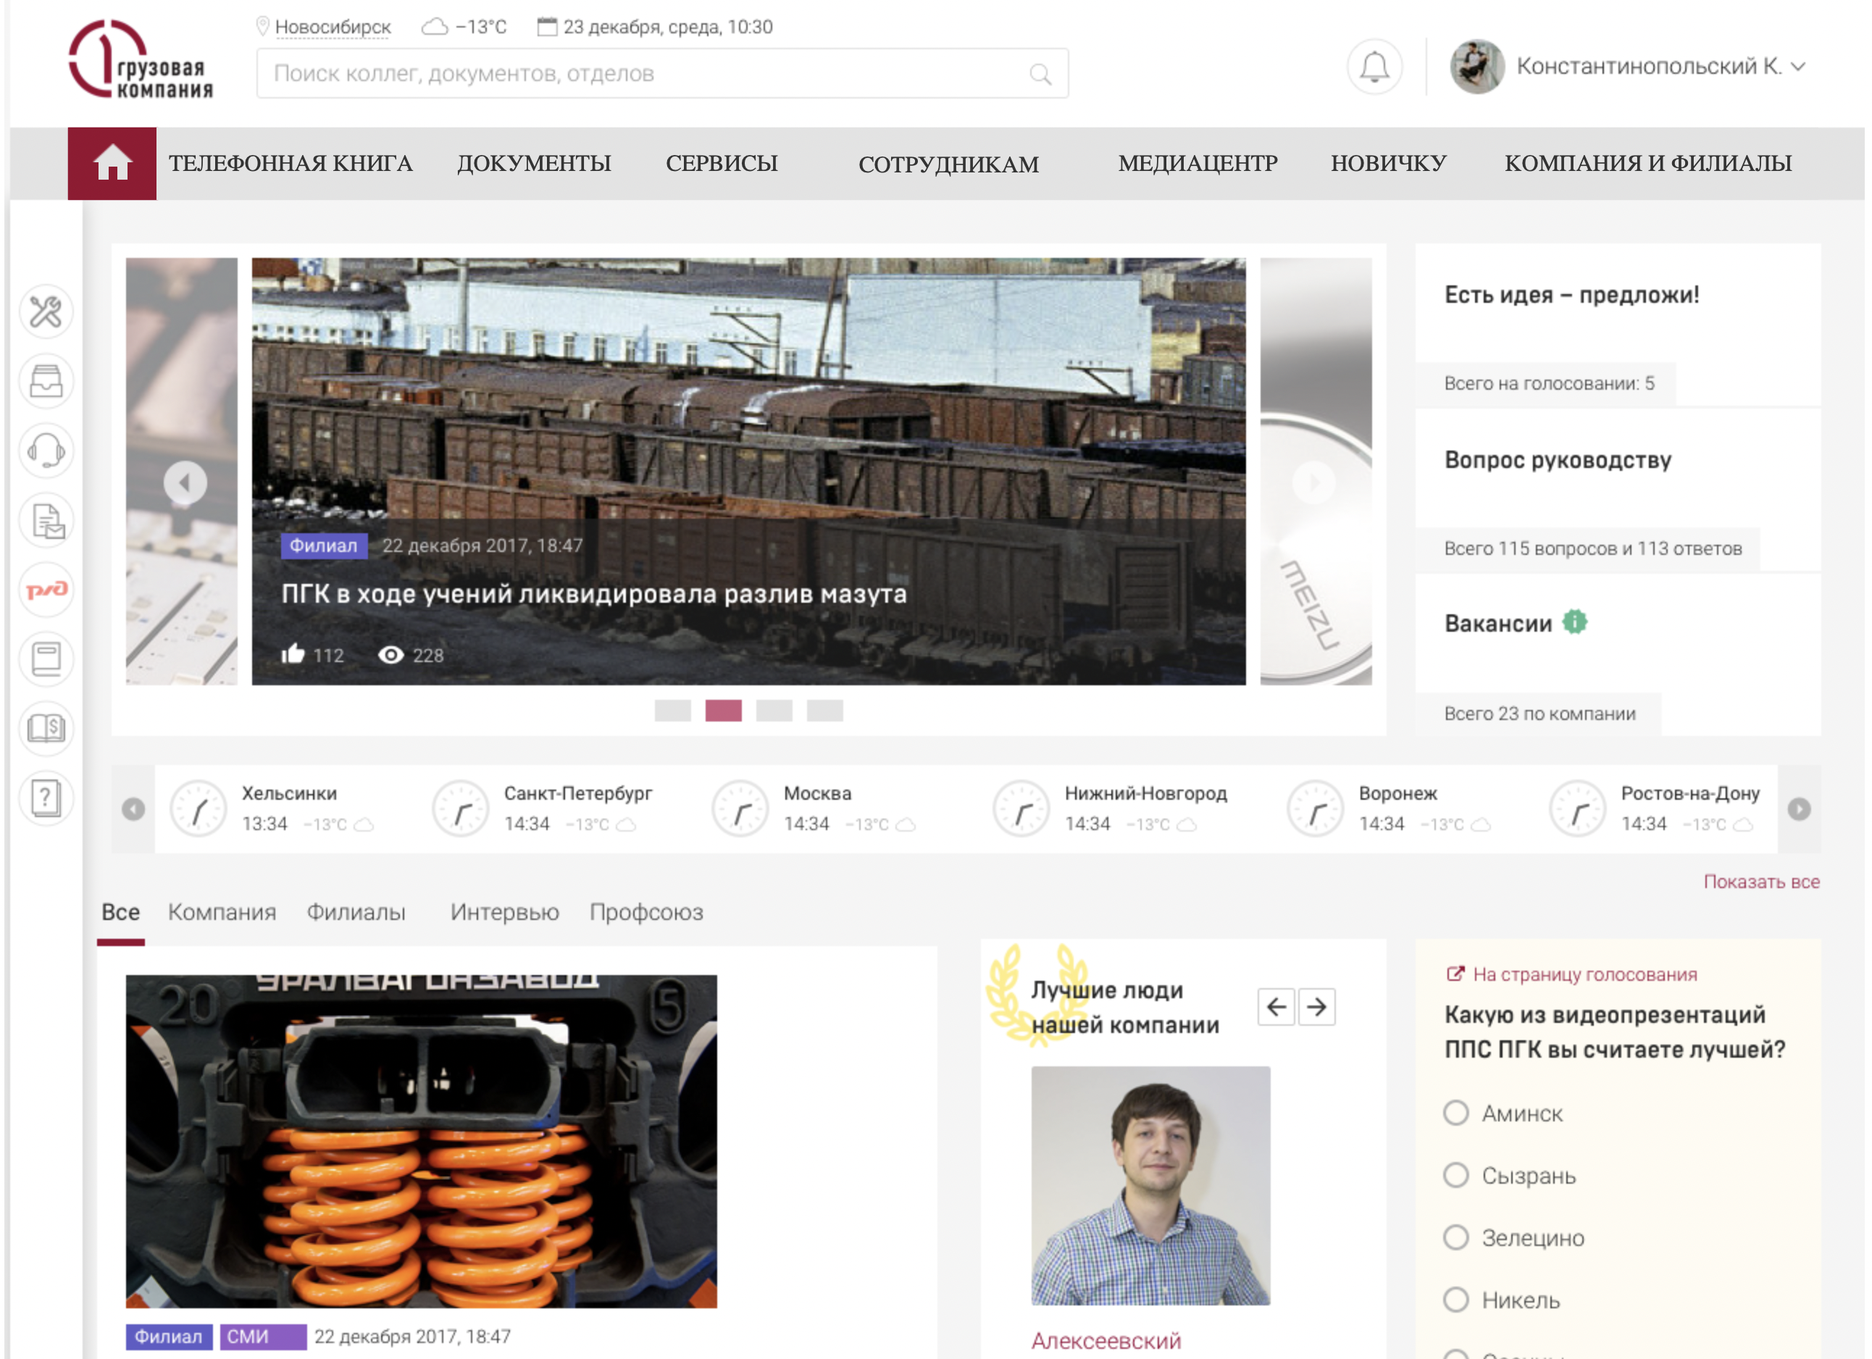 грузовая
компания
Новосибирск −13°C 23 декабря, среда, 10:30
Поиск коллег, документов, отделов
Константинопольский К.
ТЕЛЕФОННАЯ КНИГА ДОКУМЕНТЫ СЕРВИСЫ СОТРУДНИКАМ МЕДИАЦЕНТР НОВИЧКУ КОМПАНИЯ И ФИЛИАЛЫ
ржд
Филиал 22 декабря 2017, 18:47
ПГК в ходе учений ликвидировала разлив мазута
112 228
MEIZU
Есть идея – предложи!
Всего на голосовании: 5
Вопрос руководству
Всего 115 вопросов и 113 ответов
Вакансии
Всего 23 по компании
Хельсинки
13:34 −13°C
Санкт-Петербург
14:34 −13°C
Москва
14:34 −13°C
Нижний-Новгород
14:34 −13°C
Воронеж
14:34 −13°C
Ростов-на-Дону
14:34 −13°C
Показать все
Все Компания Филиалы Интервью Профсоюз
УРАЛВАГОНЗАВОД
20 5
Филиал СМИ 22 декабря 2017, 18:47
Лучшие люди
нашей компании
Алексеевский
На страницу голосования
Какую из видеопрезентаций
ППС ПГК вы считаете лучшей?
Аминск
Сызрань
Зелецино
Никель